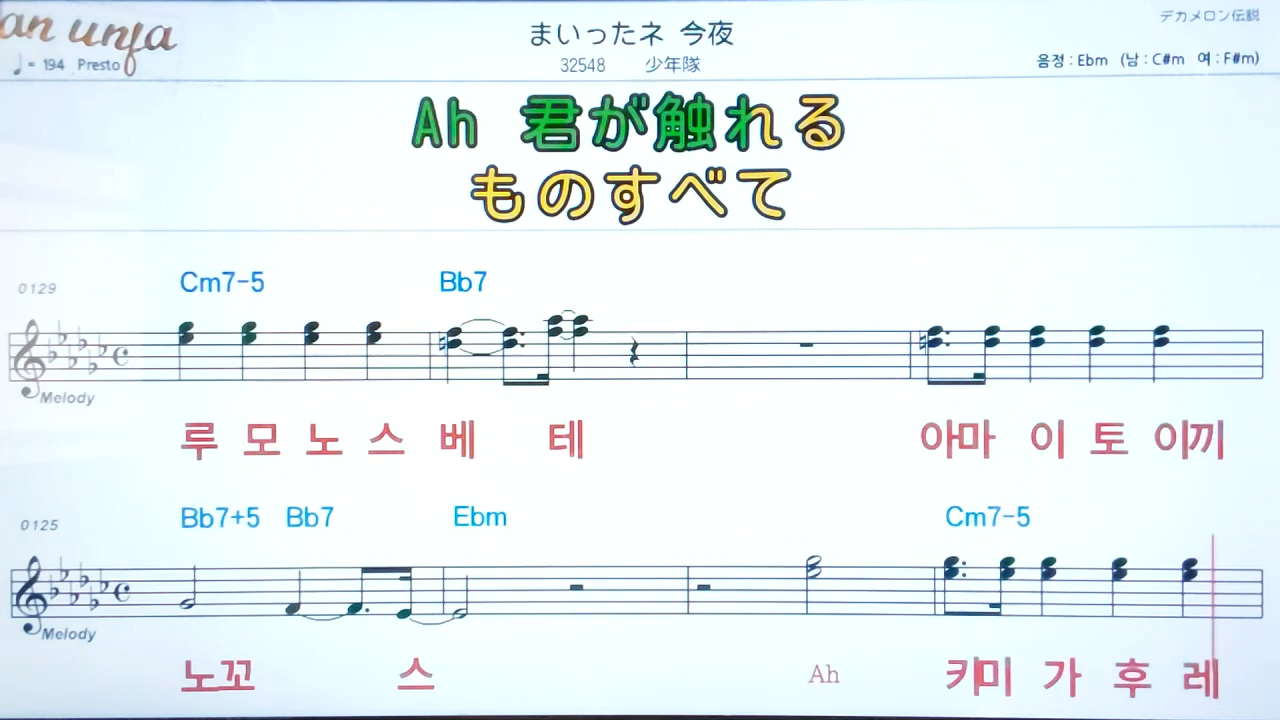 an unja
♩= 194 Presto
まいったネ 今夜
32548 少年隊
デカメロン伝説
음정 : Ebm (남 : C#m 여 : F#m)
Ah 君が触れる
ものすべて
0129 Cm7-5 Bb7
Melody
루 모 노 스 베 테 아마 이 토 이끼
0125 Bb7+5 Bb7 Ebm Cm7-5
Melody
노꼬 스 Ah 키미 가 후 레